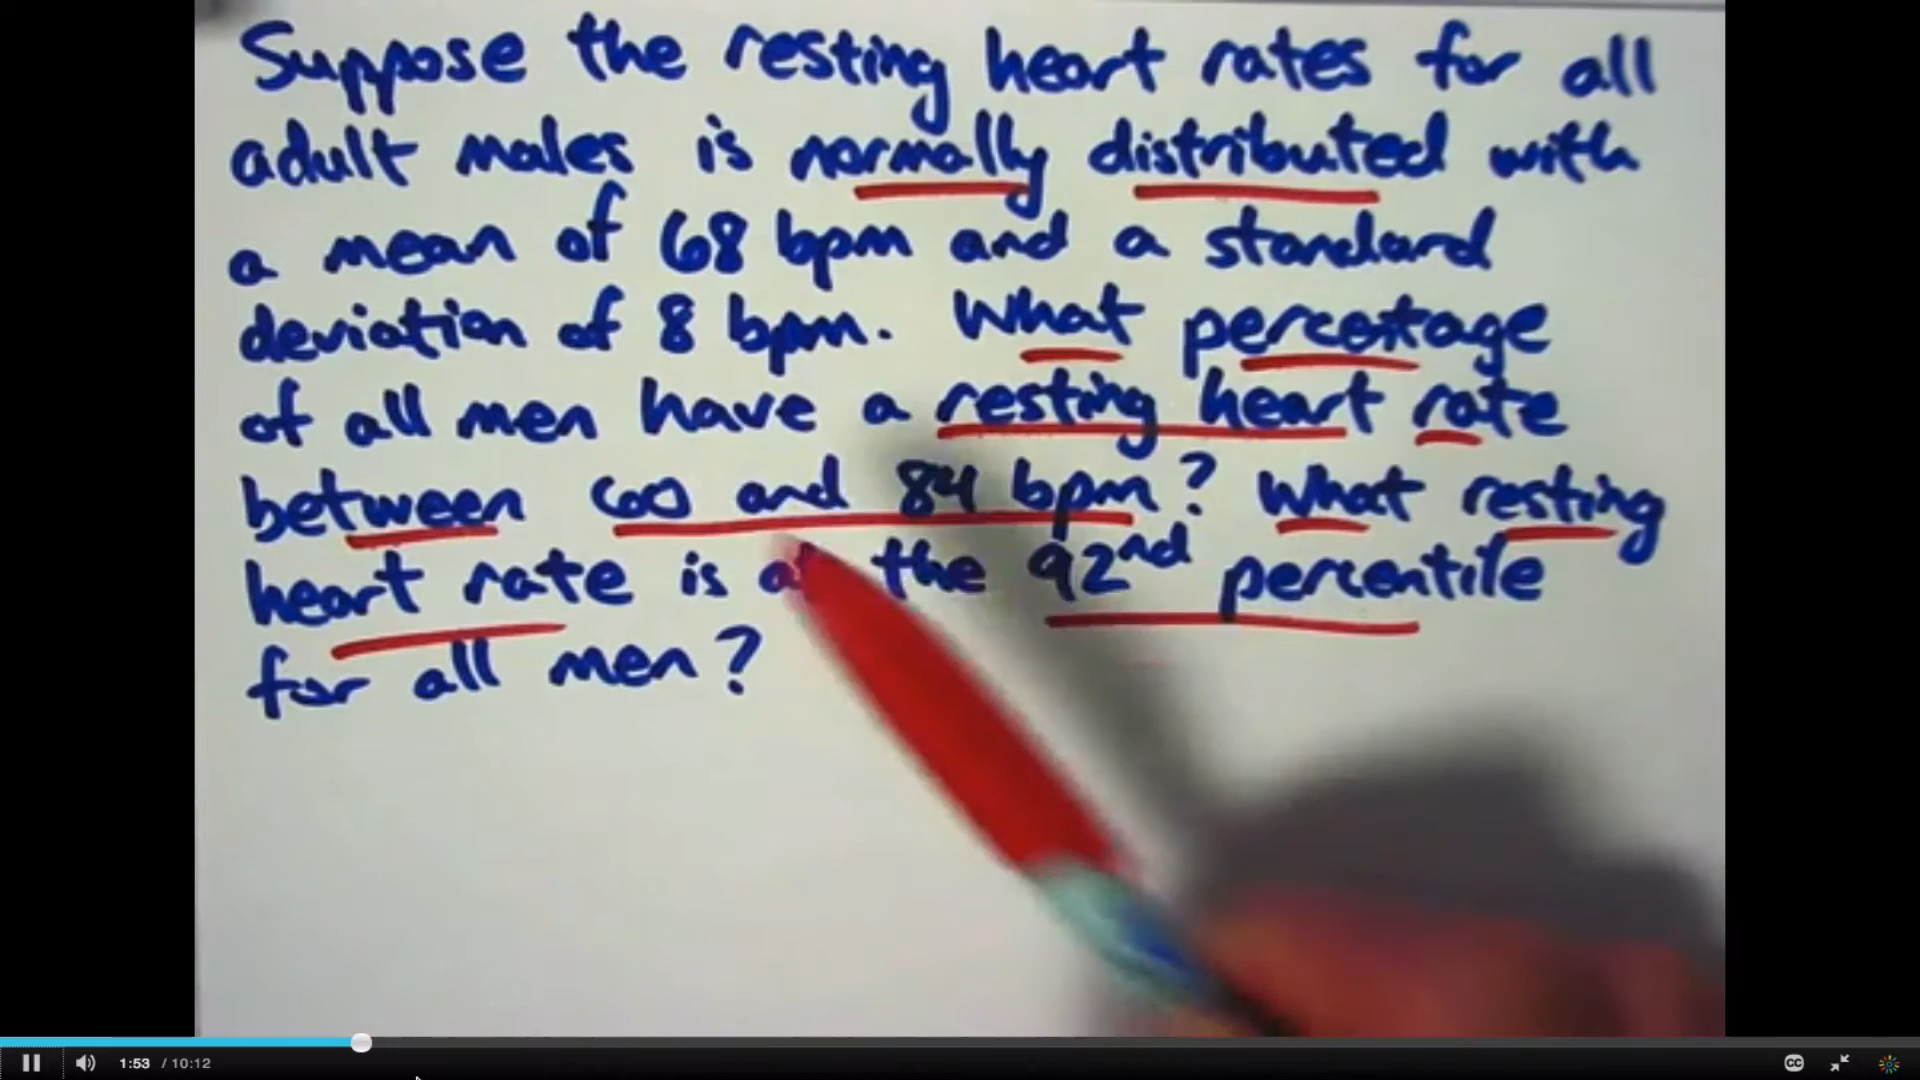 Suppose the resting heart rates for all
adult males is normally distributed with
a mean of 68 bpm and a standard
deviation of 8 bpm. What percentage
of all men have a resting heart rate
between 60 and 84 bpm? What resting
heart rate is at the 92nd percentile
for all men?
1:53 / 10:12
CC